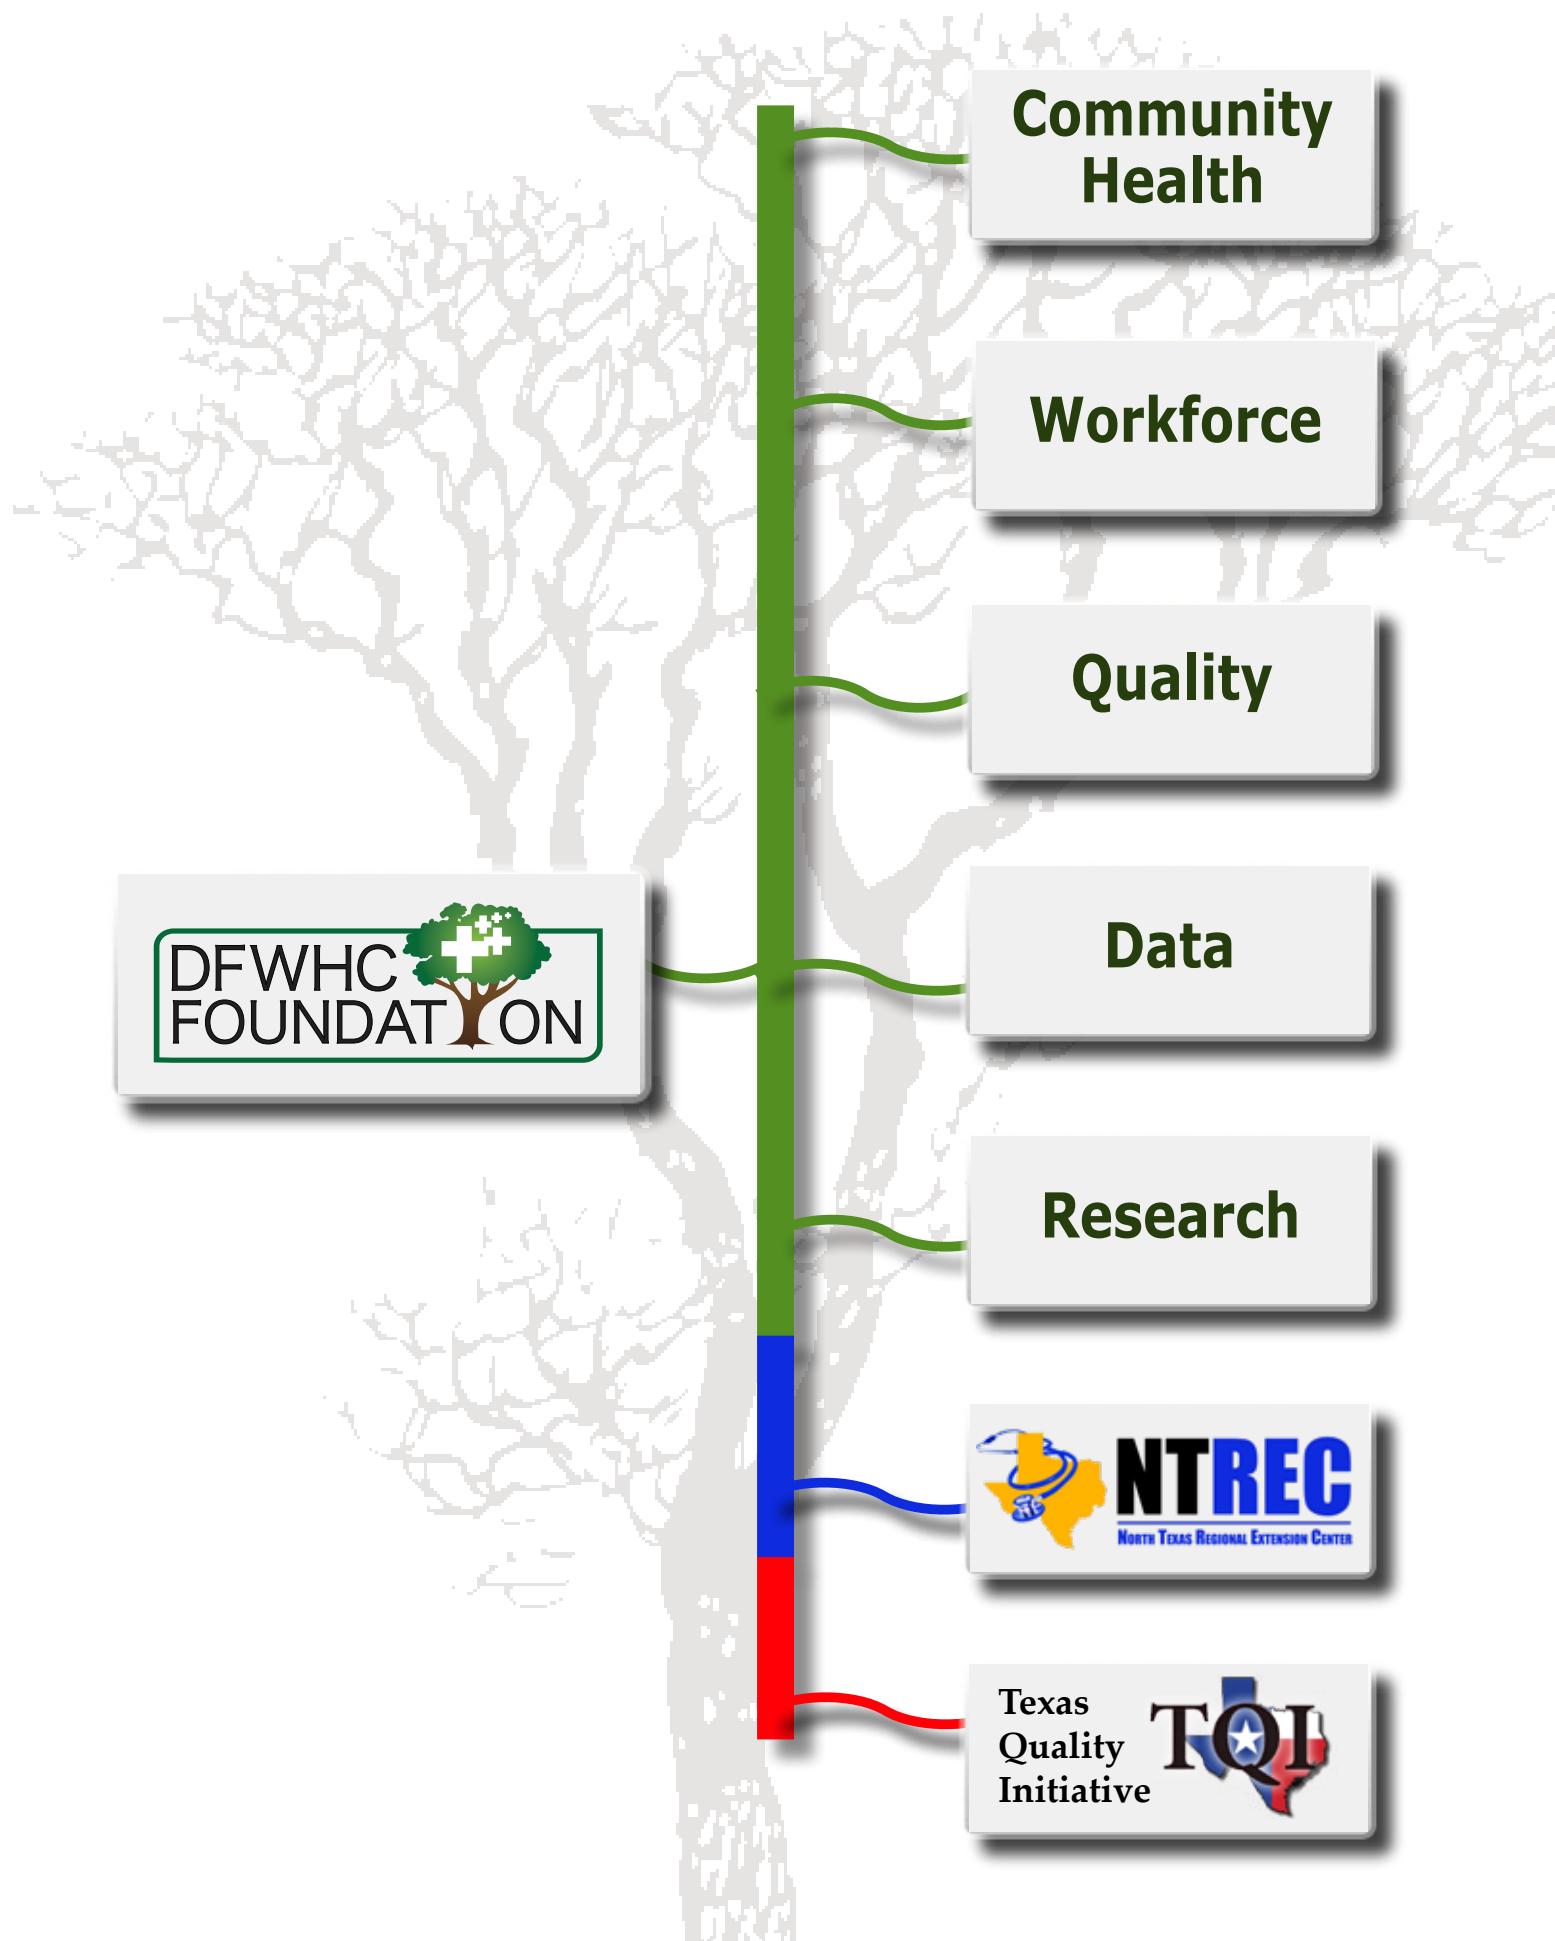 Community
Health
Workforce
Quality
DFWHC
FOUNDATION
Data
Research
NTREC
North Texas Regional Extension Center
Texas
Quality
Initiative
TQI